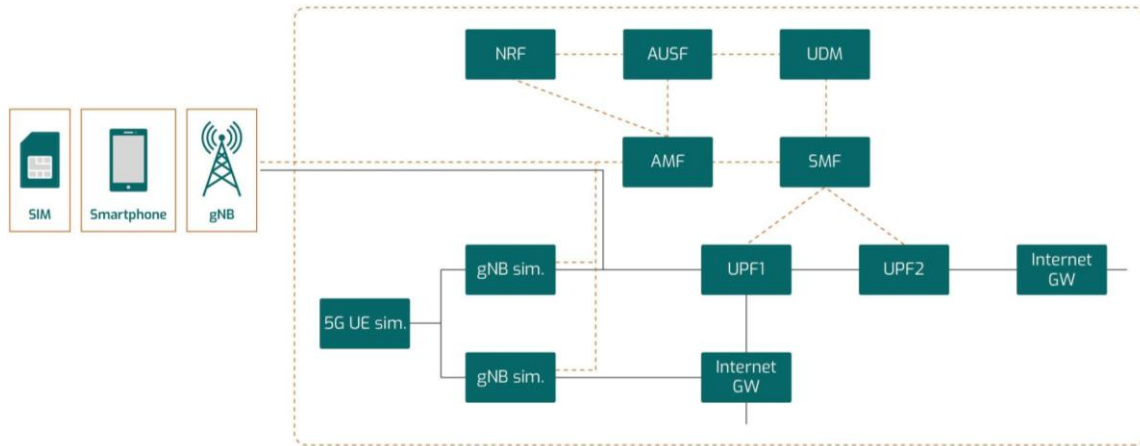 NRF
AUSF
UDM
SIM
Smartphone
gNB
AMF
SMF
gNB sim.
UPF1
UPF2
Internet
GW
5G UE sim.
gNB sim.
Internet
GW